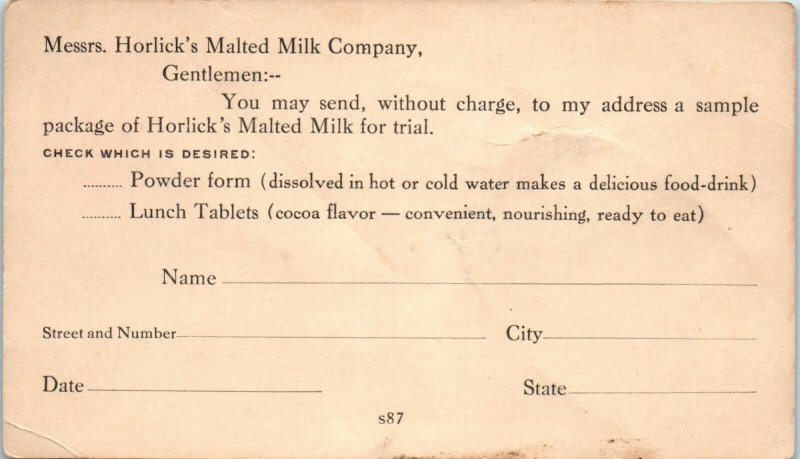 Messrs. Horlick's Malted Milk Company,
Gentlemen:--
You may send, without charge, to my address a sample
package of Horlick's Malted Milk for trial.
CHECK WHICH IS DESIRED:
.......... Powder form (dissolved in hot or cold water makes a delicious food-drink)
.......... Lunch Tablets (cocoa flavor — convenient, nourishing, ready to eat)
Name
Street and Number City
Date State
s87